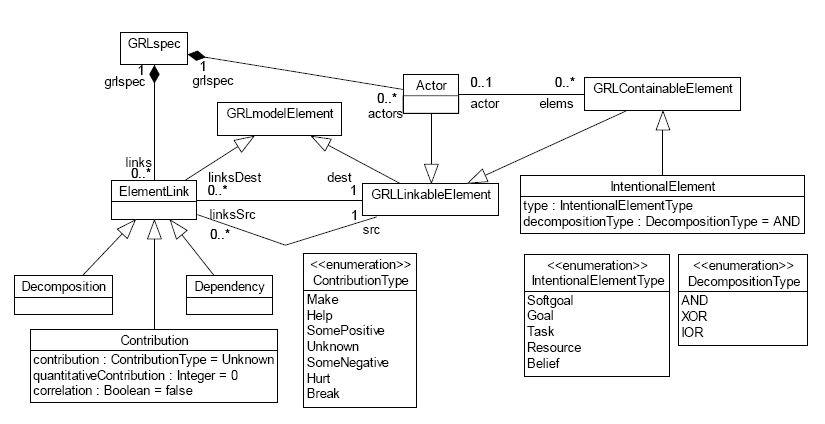 GRLspec
1
grlspec
1
grlspec
Actor
0..*
actors
0..1
actor
0..*
elems
GRLContainableElement
GRLmodelElement
links
0..*
ElementLink
linksDest
0..*
dest
1
GRLLinkableElement
linksSrc
0..*
1
src
IntentionalElement
type : IntentionalElementType
decompositionType : DecompositionType = AND
Decomposition
Dependency
Contribution
contribution : ContributionType = Unknown
quantitativeContribution : Integer = 0
correlation : Boolean = false
<<enumeration>>
ContributionType
Make
Help
SomePositive
Unknown
SomeNegative
Hurt
Break
<<enumeration>>
IntentionalElementType
Softgoal
Goal
Task
Resource
Belief
<<enumeration>>
DecompositionType
AND
XOR
IOR